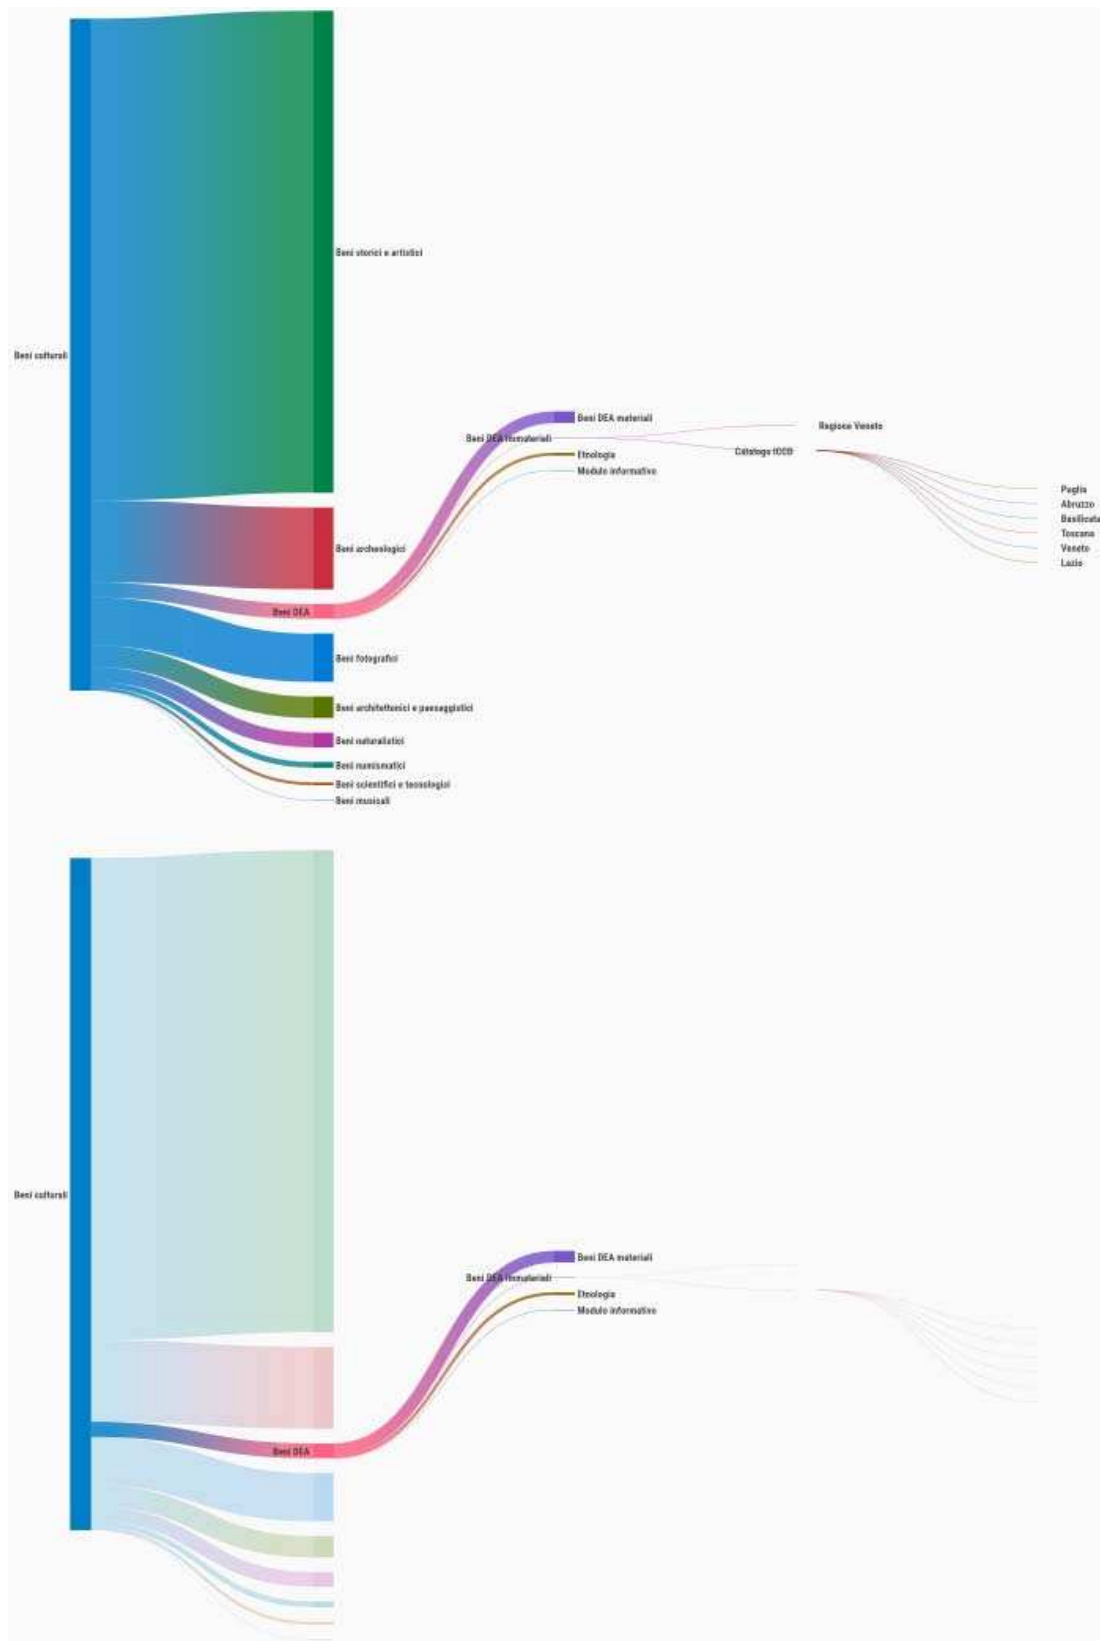 Beni storici e artistici
Beni culturali
Beni DEA materiali
Regione Veneto
Beni DEA immateriali
Catalogo ICCD
Etnologia
Modulo informativo
Puglia
Abruzzo
Basilicata
Toscana
Veneto
Lazio
Beni archeologici
Beni DEA
Beni fotografici
Beni architettonici e paesaggistici
Beni naturalistici
Beni numismatici
Beni scientifici e tecnologici
Beni musicali
Beni culturali
Beni DEA materiali
Beni DEA immateriali
Etnologia
Modulo informativo
Beni DEA